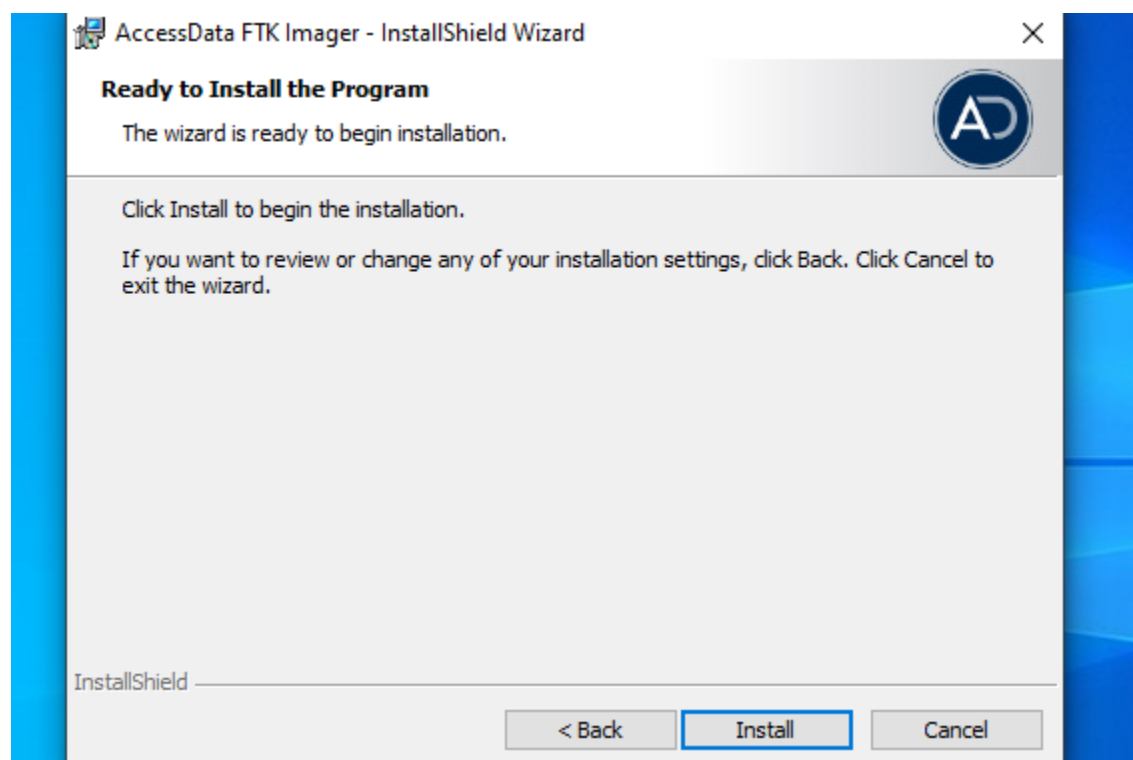 AccessData FTK Imager - InstallShield Wizard
Ready to Install the Program
The wizard is ready to begin installation.
AD
Click Install to begin the installation.
If you want to review or change any of your installation settings, click Back. Click Cancel to
exit the wizard.
InstallShield
< Back
Install
Cancel